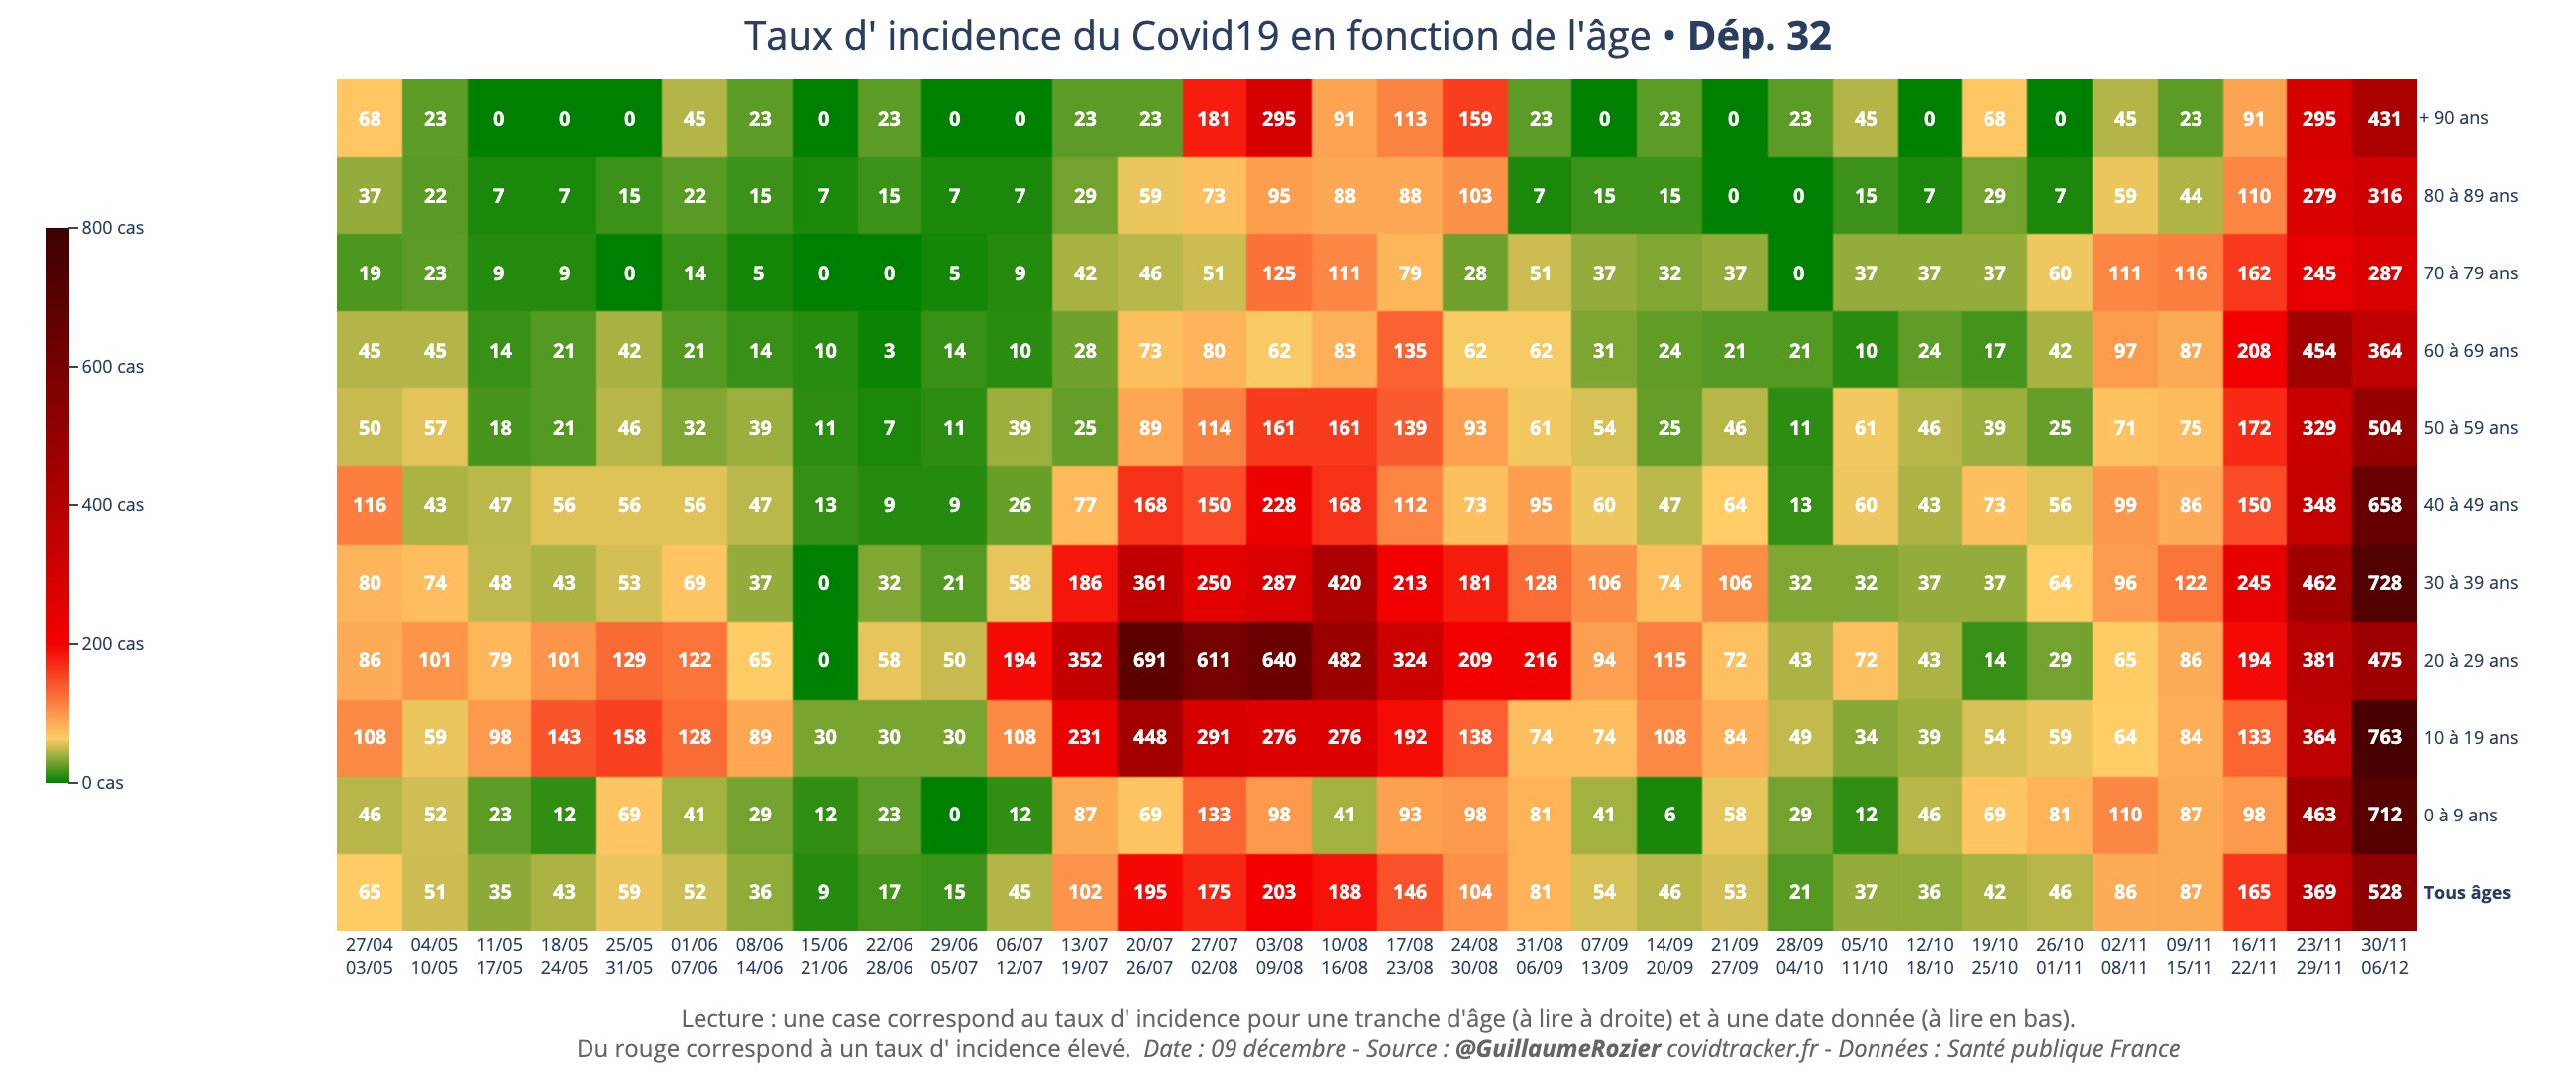 Taux d' incidence du Covid19 en fonction de l'âge • Dép. 32
68 23 0 0 0 45 23 0 23 0 0 23 23 181 295 91 113 159 23 0 23 0 23 45 0 68 0 45 23 91 295 431 + 90 ans
37 22 7 7 15 22 15 7 15 7 7 29 59 73 95 88 88 103 7 15 15 0 0 15 7 29 7 59 44 110 279 316 80 à 89 ans
800 cas
19 23 9 9 0 14 5 0 0 5 9 42 46 51 125 111 79 28 51 37 32 37 0 37 37 37 60 111 116 162 245 287 70 à 79 ans
45 45 14 21 42 21 14 10 3 14 10 28 73 80 62 83 135 62 62 31 24 21 21 10 24 17 42 97 87 208 454 364 60 à 69 ans
600 cas
50 57 18 21 46 32 39 11 7 11 39 25 89 114 161 161 139 93 61 54 25 46 11 61 46 39 25 71 75 172 329 504 50 à 59 ans
400 cas
116 43 47 56 56 56 47 13 9 9 26 77 168 150 228 168 112 73 95 60 47 64 13 60 43 73 56 99 86 150 348 658 40 à 49 ans
80 74 48 43 53 69 37 0 32 21 58 186 361 250 287 420 213 181 128 106 74 106 32 32 37 37 64 96 122 245 462 728 30 à 39 ans
200 cas
86 101 79 101 129 122 65 0 58 50 194 352 691 611 640 482 324 209 216 94 115 72 43 72 43 14 29 65 86 194 381 475 20 à 29 ans
108 59 98 143 158 128 89 30 30 30 108 231 448 291 276 276 192 138 74 74 108 84 49 34 39 54 59 64 84 133 364 763 10 à 19 ans
0 cas
46 52 23 12 69 41 29 12 23 0 12 87 69 133 98 41 93 98 81 41 6 58 29 12 46 69 81 110 87 98 463 712 0 à 9 ans
65 51 35 43 59 52 36 9 17 15 45 102 195 175 203 188 146 104 81 54 46 53 21 37 36 42 46 86 87 165 369 528 Tous âges
27/04 04/05 11/05 18/05 25/05 01/06 08/06 15/06 22/06 29/06 06/07 13/07 20/07 27/07 03/08 10/08 17/08 24/08 31/08 07/09 14/09 21/09 28/09 05/10 12/10 19/10 26/10 02/11 09/11 16/11 23/11 30/11
03/05 10/05 17/05 24/05 31/05 07/06 14/06 21/06 28/06 05/07 12/07 19/07 26/07 02/08 09/08 16/08 23/08 30/08 06/09 13/09 20/09 27/09 04/10 11/10 18/10 25/10 01/11 08/11 15/11 22/11 29/11 06/12
Lecture : une case correspond au taux d' incidence pour une tranche d'âge (à lire à droite) et à une date donnée (à lire en bas).
Du rouge correspond à un taux d' incidence élevé. Date : 09 décembre - Source : @GuillaumeRozier covidtracker.fr - Données : Santé publique France